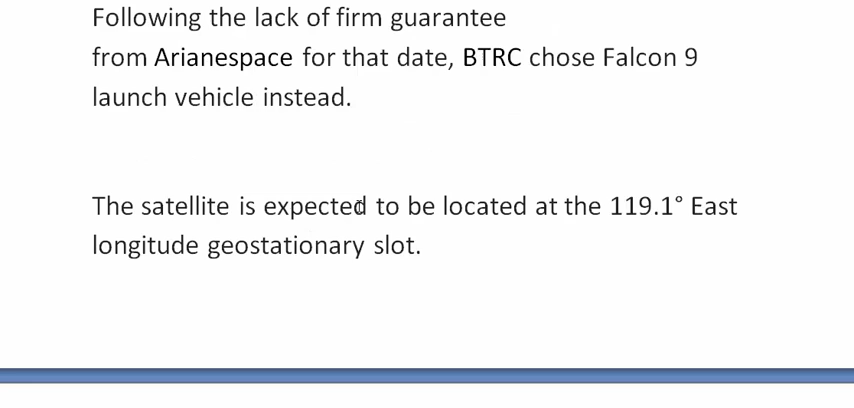 Following the lack of firm guarantee
from Arianespace for that date, BTRC chose Falcon 9
launch vehicle instead.
The satellite is expected to be located at the 119.1° East
longitude geostationary slot.